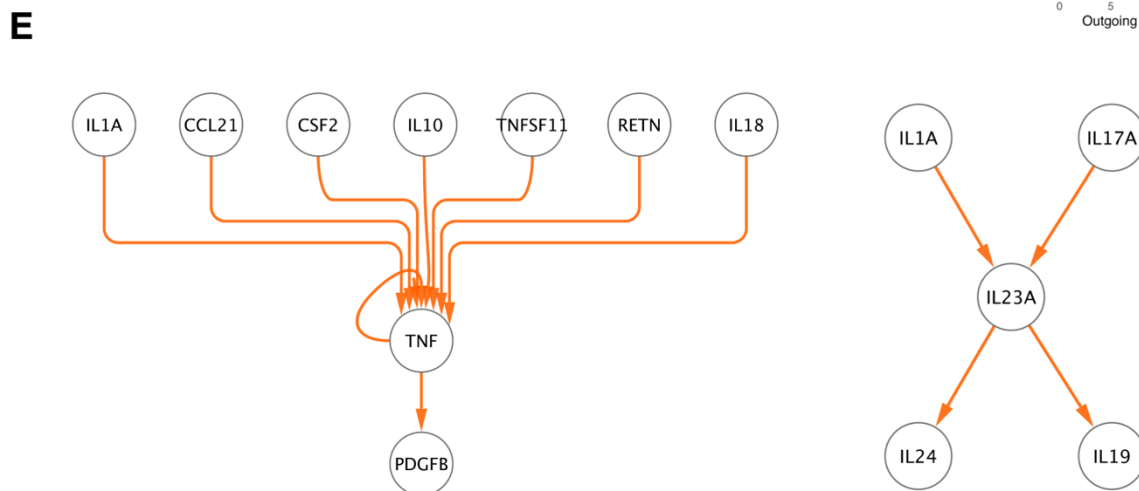 0 5
Outgoing
E
IL1A CCL21 CSF2 IL10 TNFSF11 RETN IL18
IL1A IL17A
IL23A
TNF
IL24 IL19
PDGFB